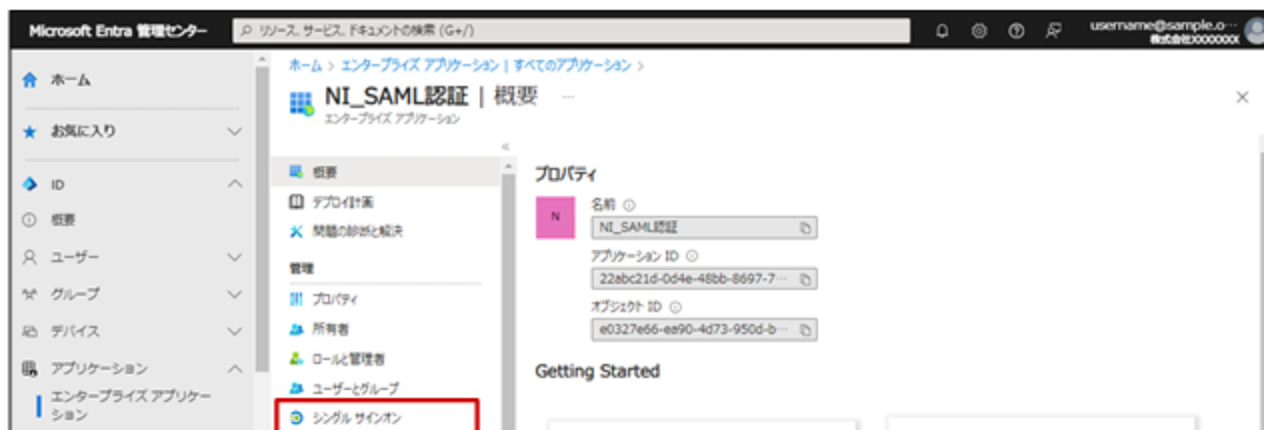 Microsoft Entra 管理センター
リソース、サービス、ドキュメントの検索 (G+/)
username@sample.o…
株式会社XXXXXXX
ホーム
お気に入り
ID
概要
ユーザー
グループ
デバイス
アプリケーション
エンタープライズ アプリケー
ション
ホーム > エンタープライズ アプリケーション | すべてのアプリケーション >
NI_SAML認証 | 概要 …
エンタープライズ アプリケーション
概要
デプロイ計画
問題の診断と解決
管理
プロパティ
所有者
ロールと管理者
ユーザーとグループ
シングル サインオン
プロパティ
N
名前
NI_SAML認証
アプリケーション ID
22abc21d-0d4e-48bb-8697-7…
オブジェクト ID
e0327e66-ea90-4d73-950d-b…
Getting Started